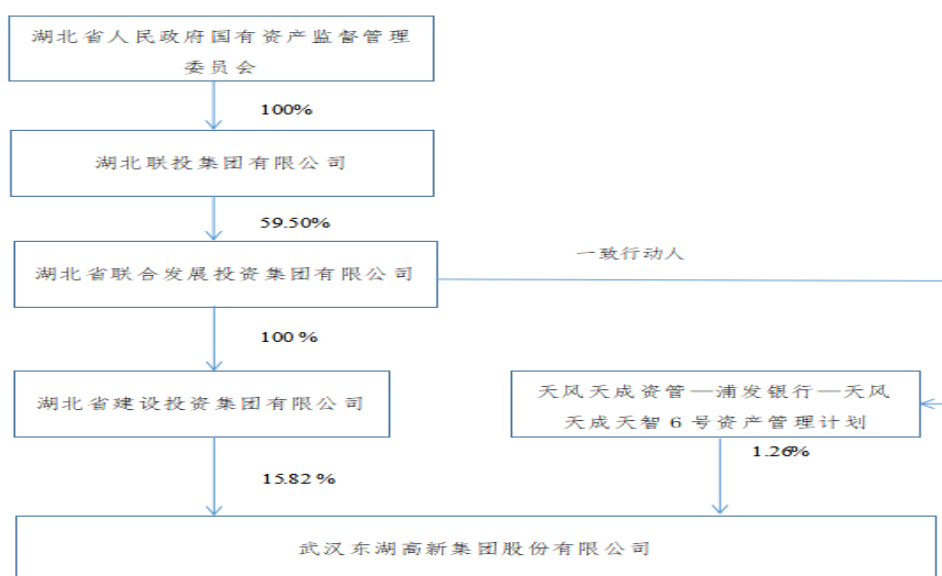 湖北省人民政府国有资产监督管理
委员会
100%
湖北联投集团有限公司
59.50%
湖北省联合发展投资集团有限公司
一致行动人
100 %
湖北省建设投资集团有限公司
天风天成资管—浦发银行—天风
天成天智 6 号资产管理计划
15.82 %
1.26%
武汉东湖高新集团股份有限公司